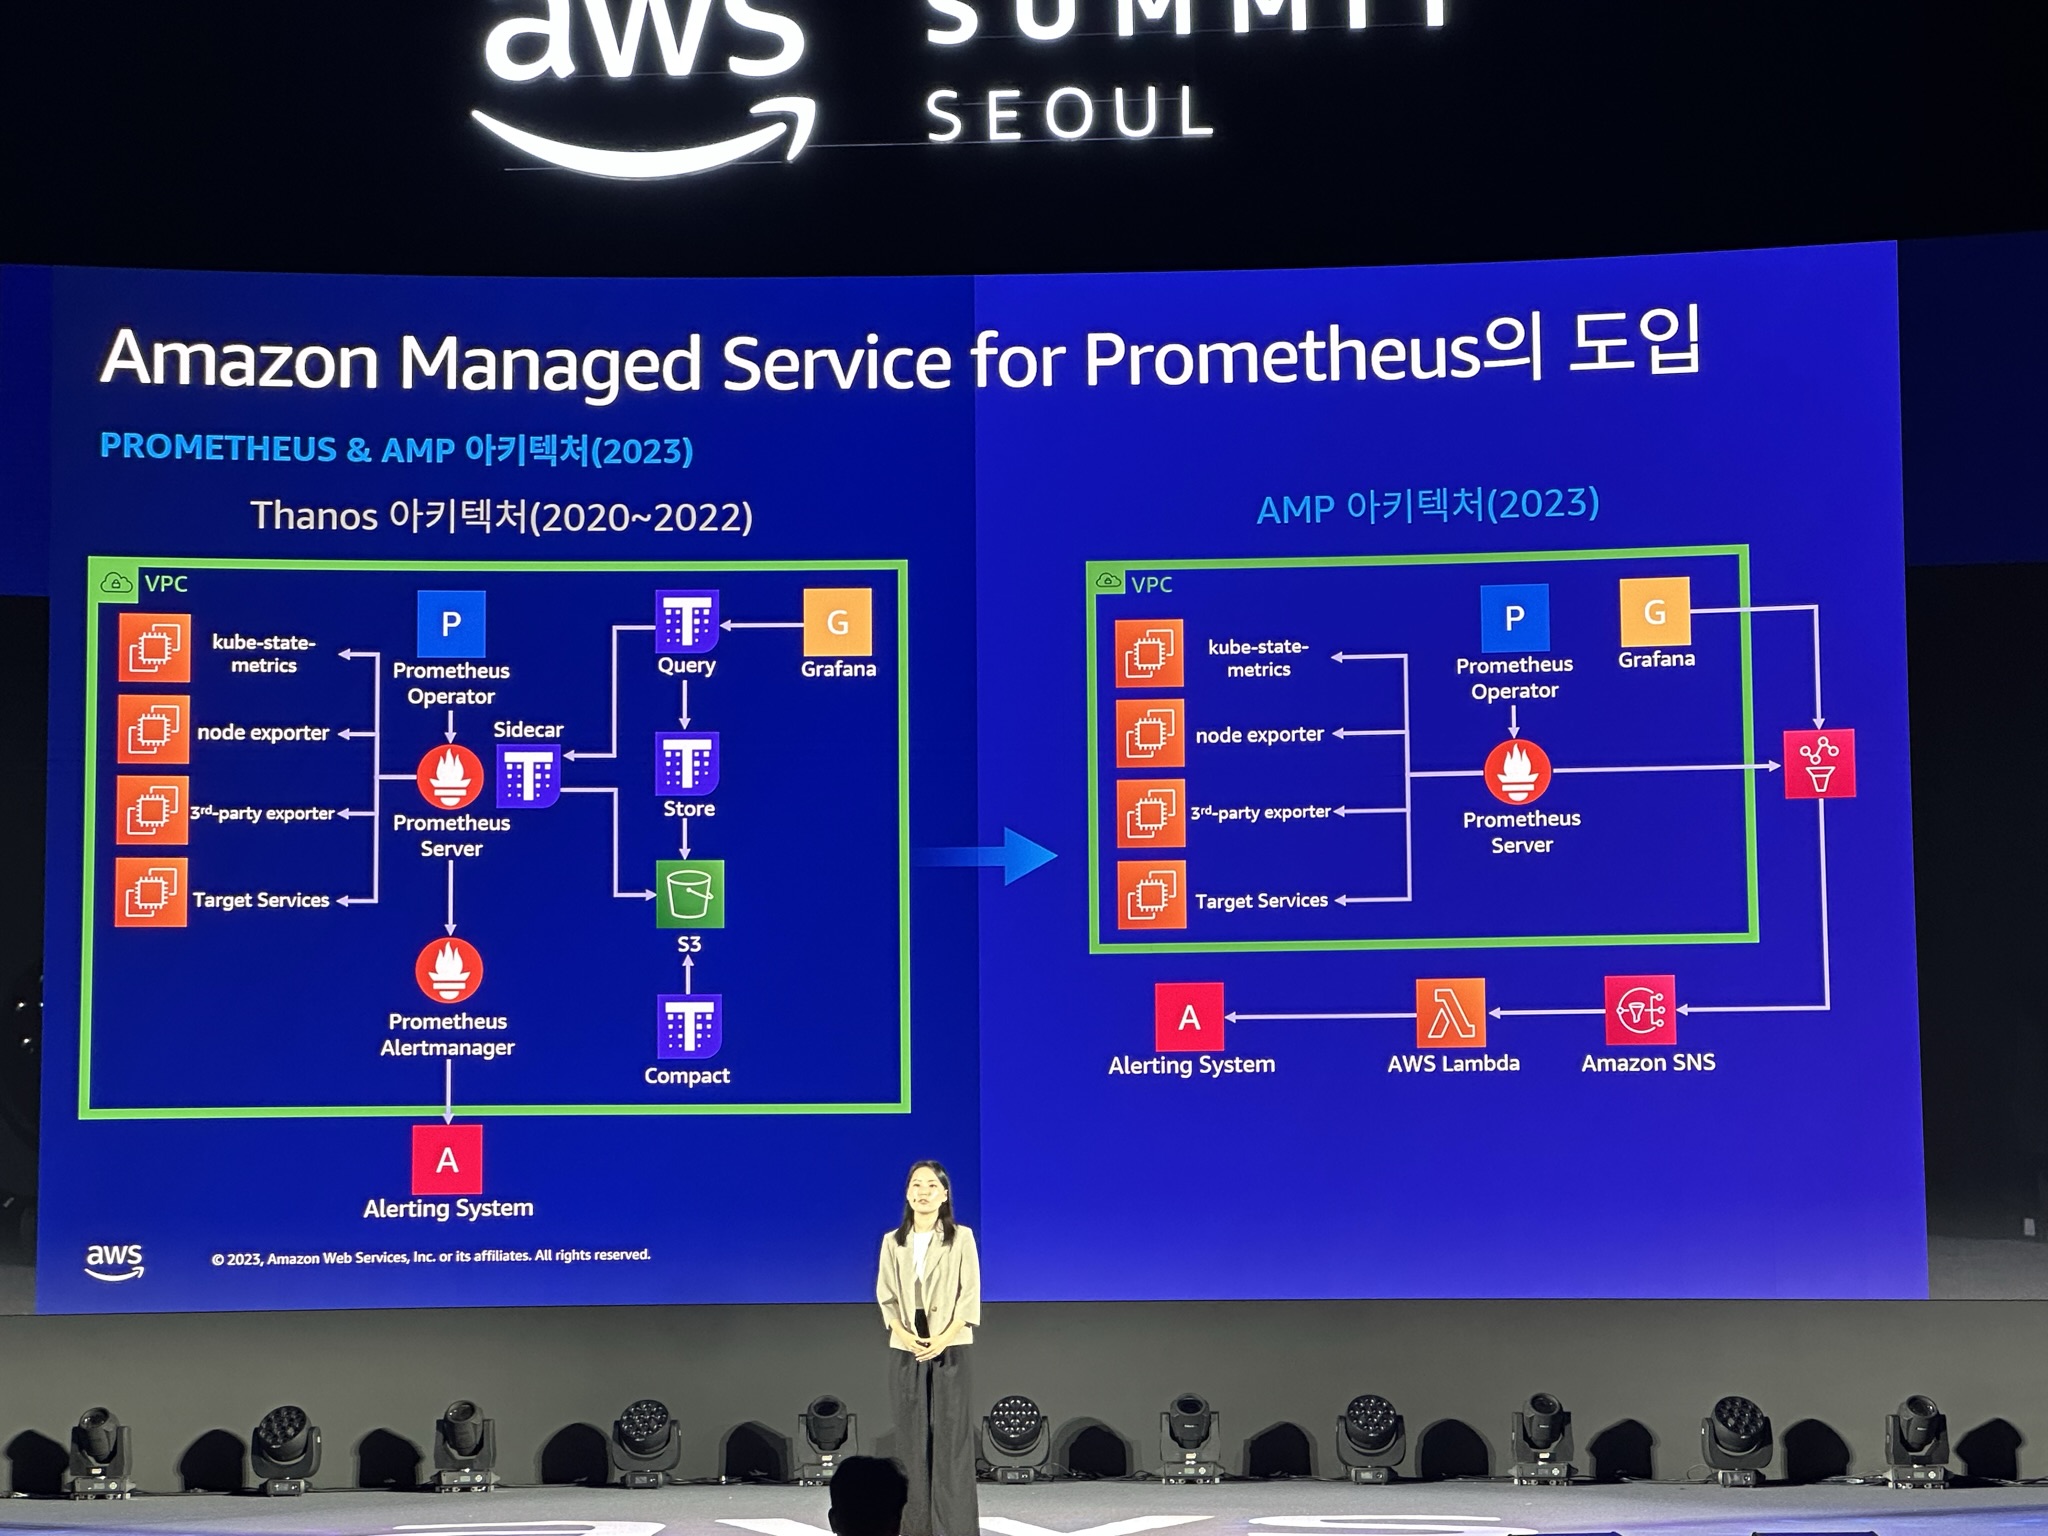 aws SUMMIT
SEOUL
Amazon Managed Service for Prometheus의 도입
PROMETHEUS & AMP 아키텍처(2023)
Thanos 아키텍처(2020~2022)
VPC
kube-state-
metrics
node exporter
3rd-party exporter
Target Services
P
Prometheus
Operator
Prometheus
Server
Sidecar
T
T
Query
G
Grafana
T
Store
S3
T
Compact
Prometheus
Alertmanager
A
Alerting System
AMP 아키텍처(2023)
VPC
kube-state-
metrics
node exporter
3rd-party exporter
Target Services
P
Prometheus
Operator
G
Grafana
Prometheus
Server
A
Alerting System
AWS Lambda
Amazon SNS
aws
© 2023, Amazon Web Services, Inc. or its affiliates. All rights reserved.